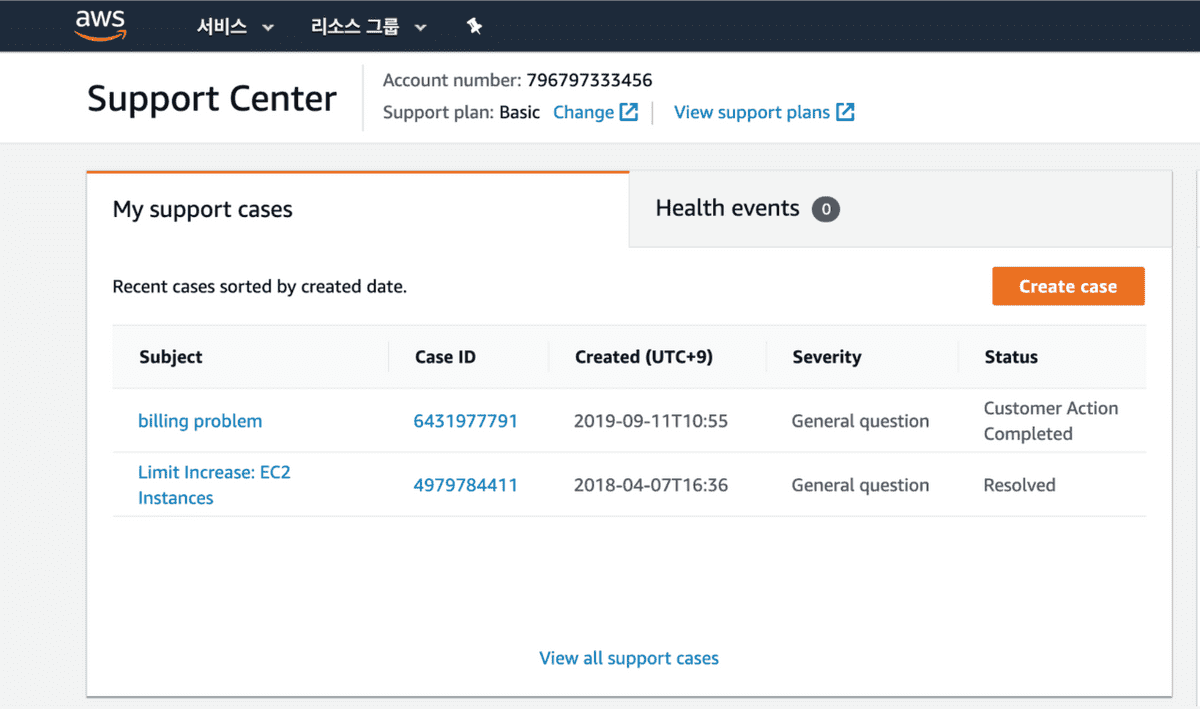 aws 서비스 리소스 그룹
Support Center
Account number: 796797333456
Support plan: Basic Change View support plans
My support cases
Health events 0
Recent cases sorted by created date.
Create case
Subject Case ID Created (UTC+9) Severity Status
billing problem 6431977791 2019-09-11T10:55 General question Customer Action
Completed
Limit Increase: EC2
Instances 4979784411 2018-04-07T16:36 General question Resolved
View all support cases